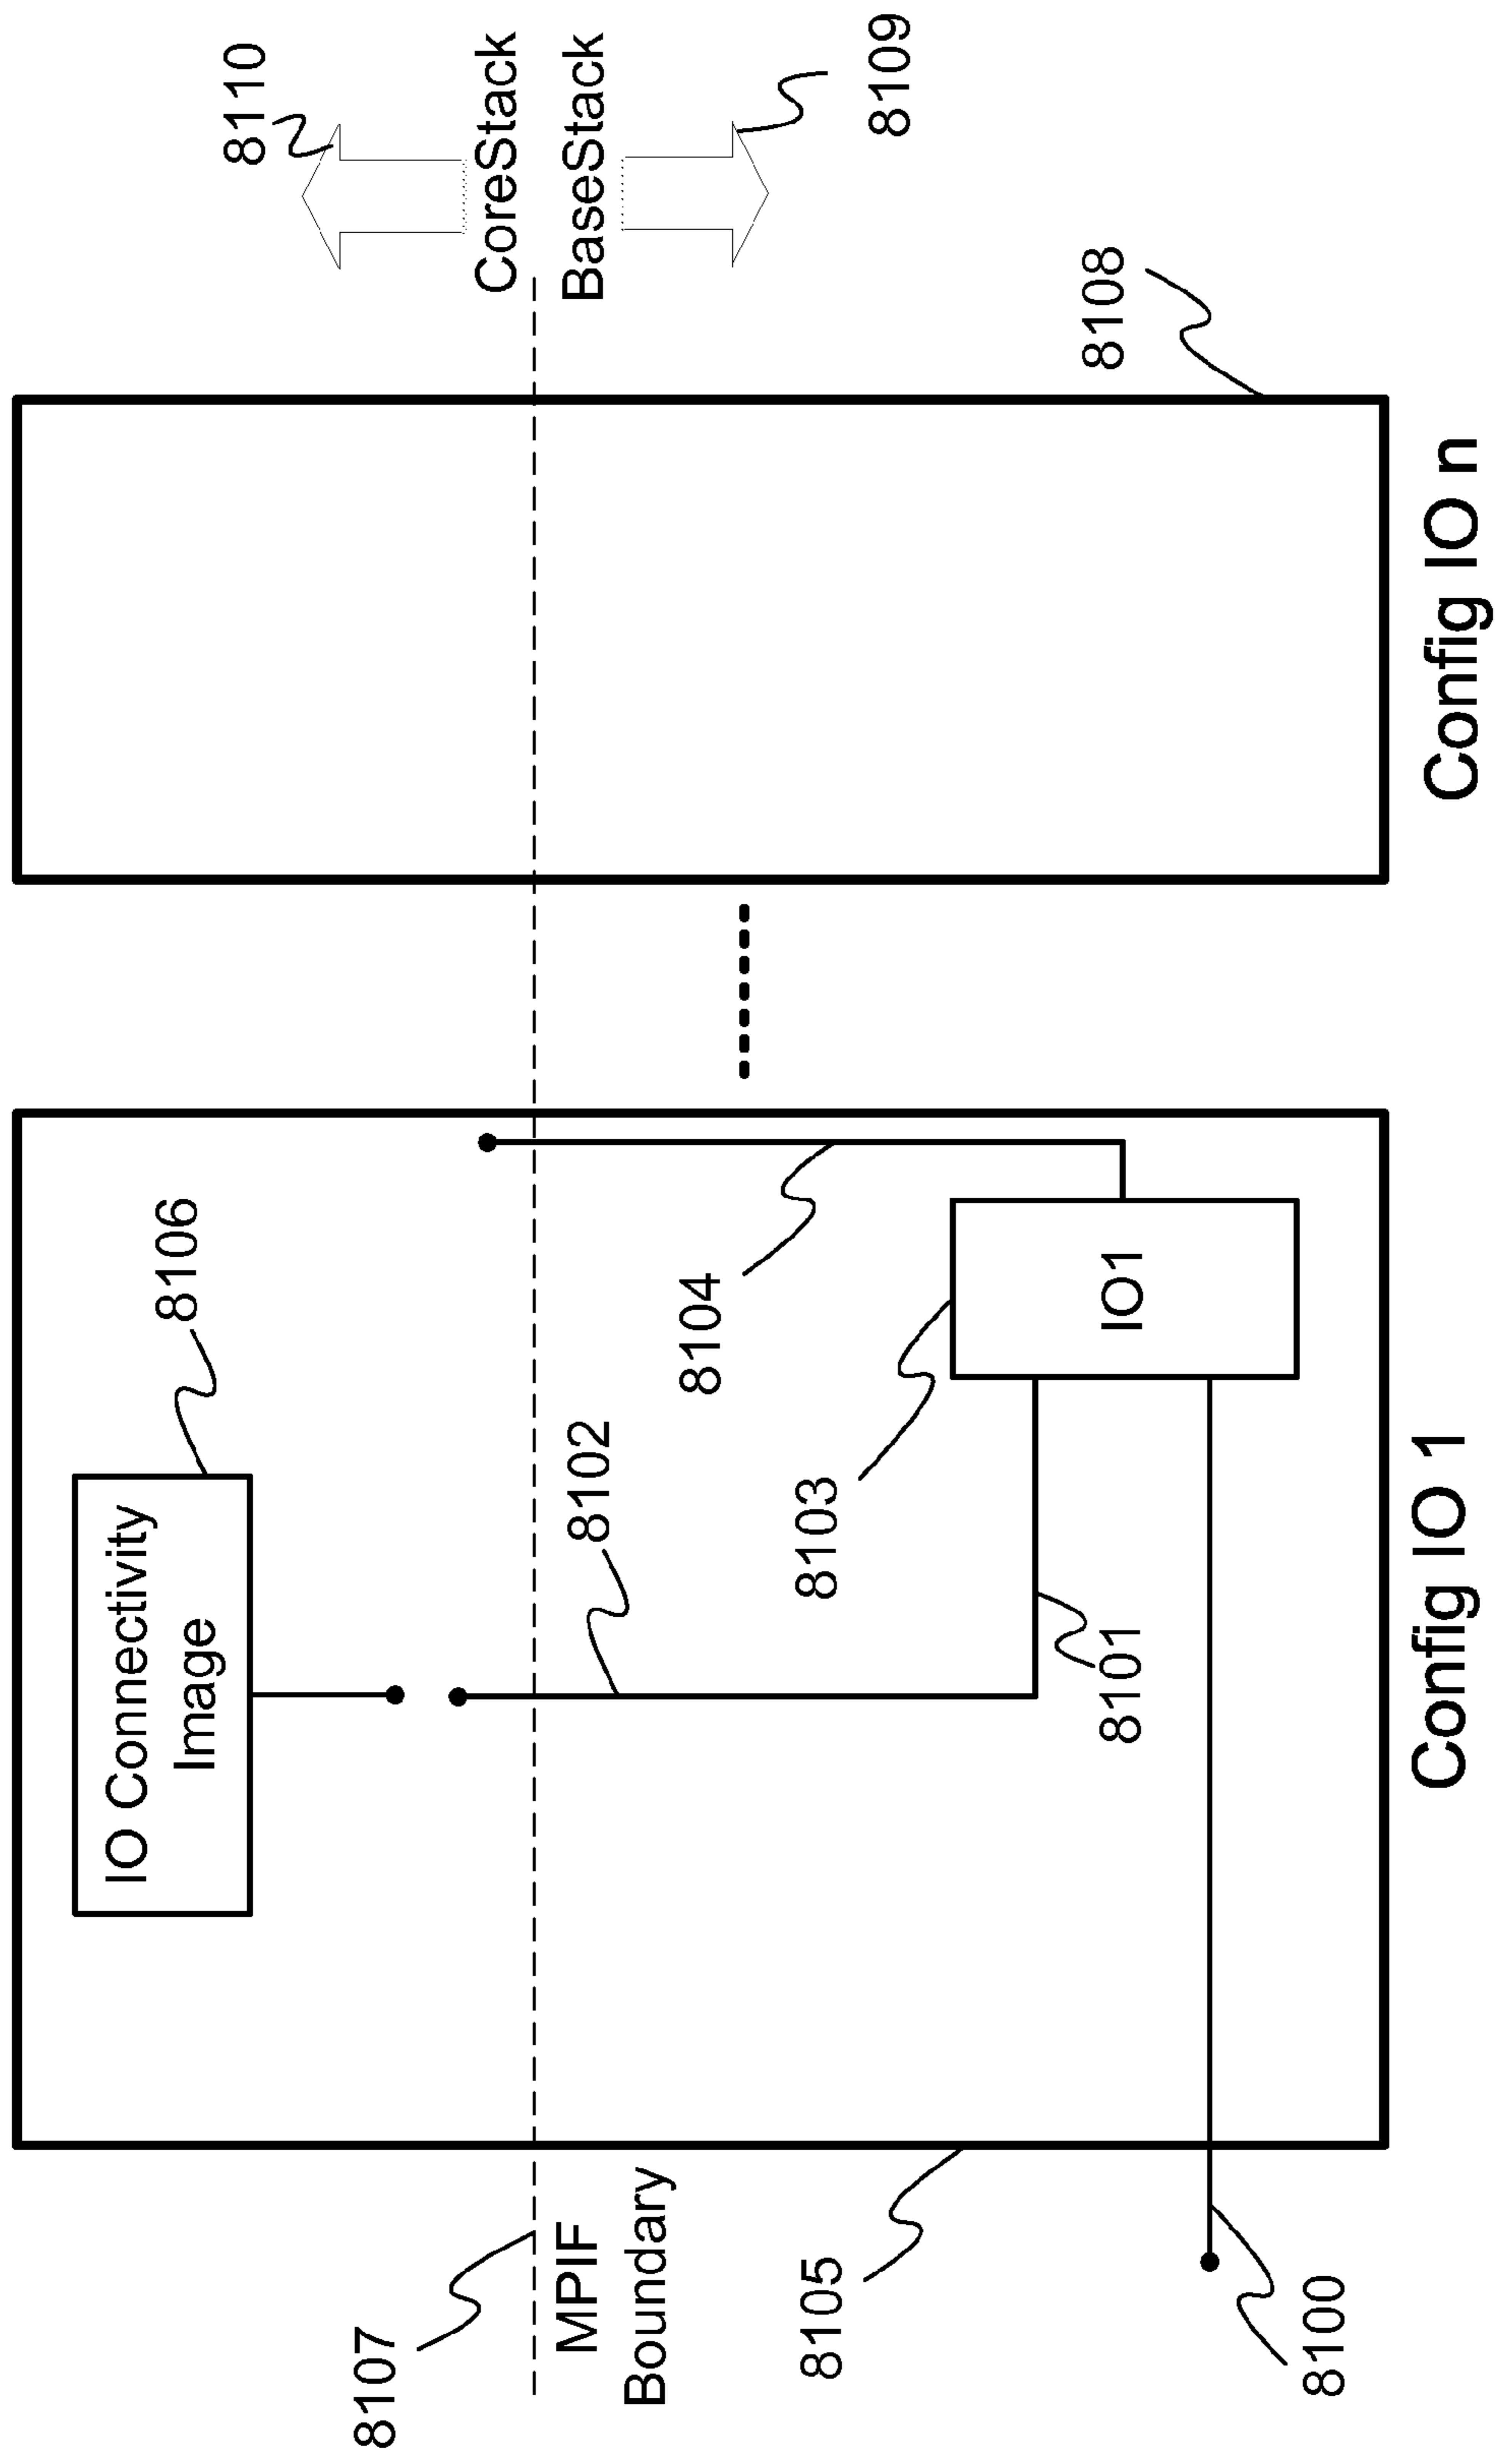 8110
CoreStack
BaseStack
8109
8108
Config IO n
8106
IO Connectivity
Image
8102
8104
8103
IO1
8101
Config IO 1
8107
MPIF
Boundary
8105
8100